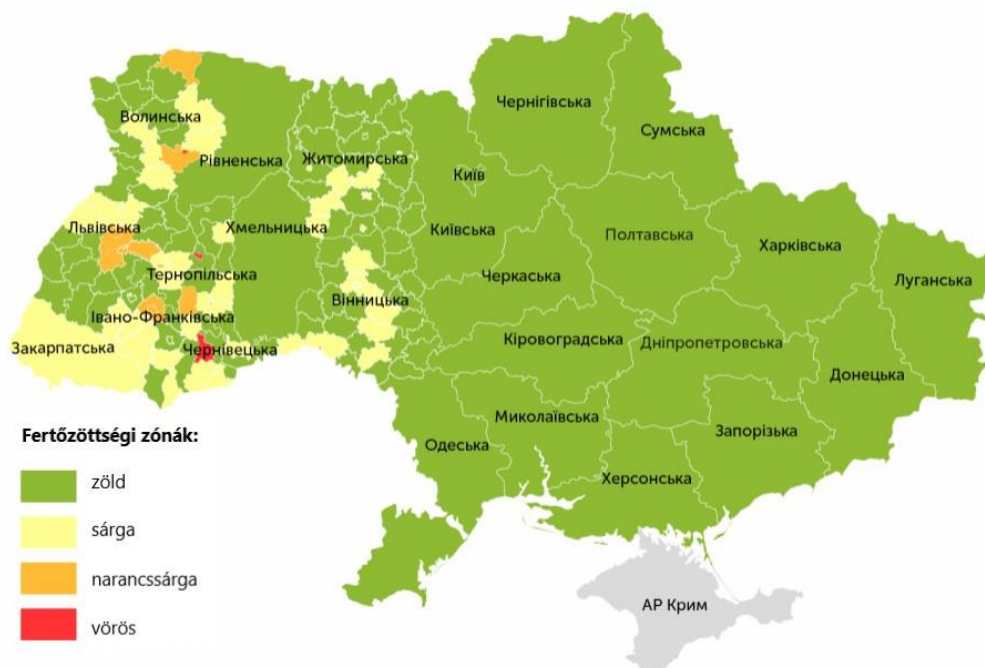 Чернігівська
Волинська
Сумська
Рівненська
Житомирська
Київ
Львівська
Хмельницька
Київська
Полтавська
Харківська
Тернопільська
Черкаська
Луганська
Вінницька
Івано-Франківська
Закарпатська
Чернівецька
Кіровоградська
Дніпропетровська
Донецька
Миколаївська
Запорізька
Одеська
Херсонська
АР Крим
Fertőzöttségi zónák:
zöld
sárga
narancssárga
vörös